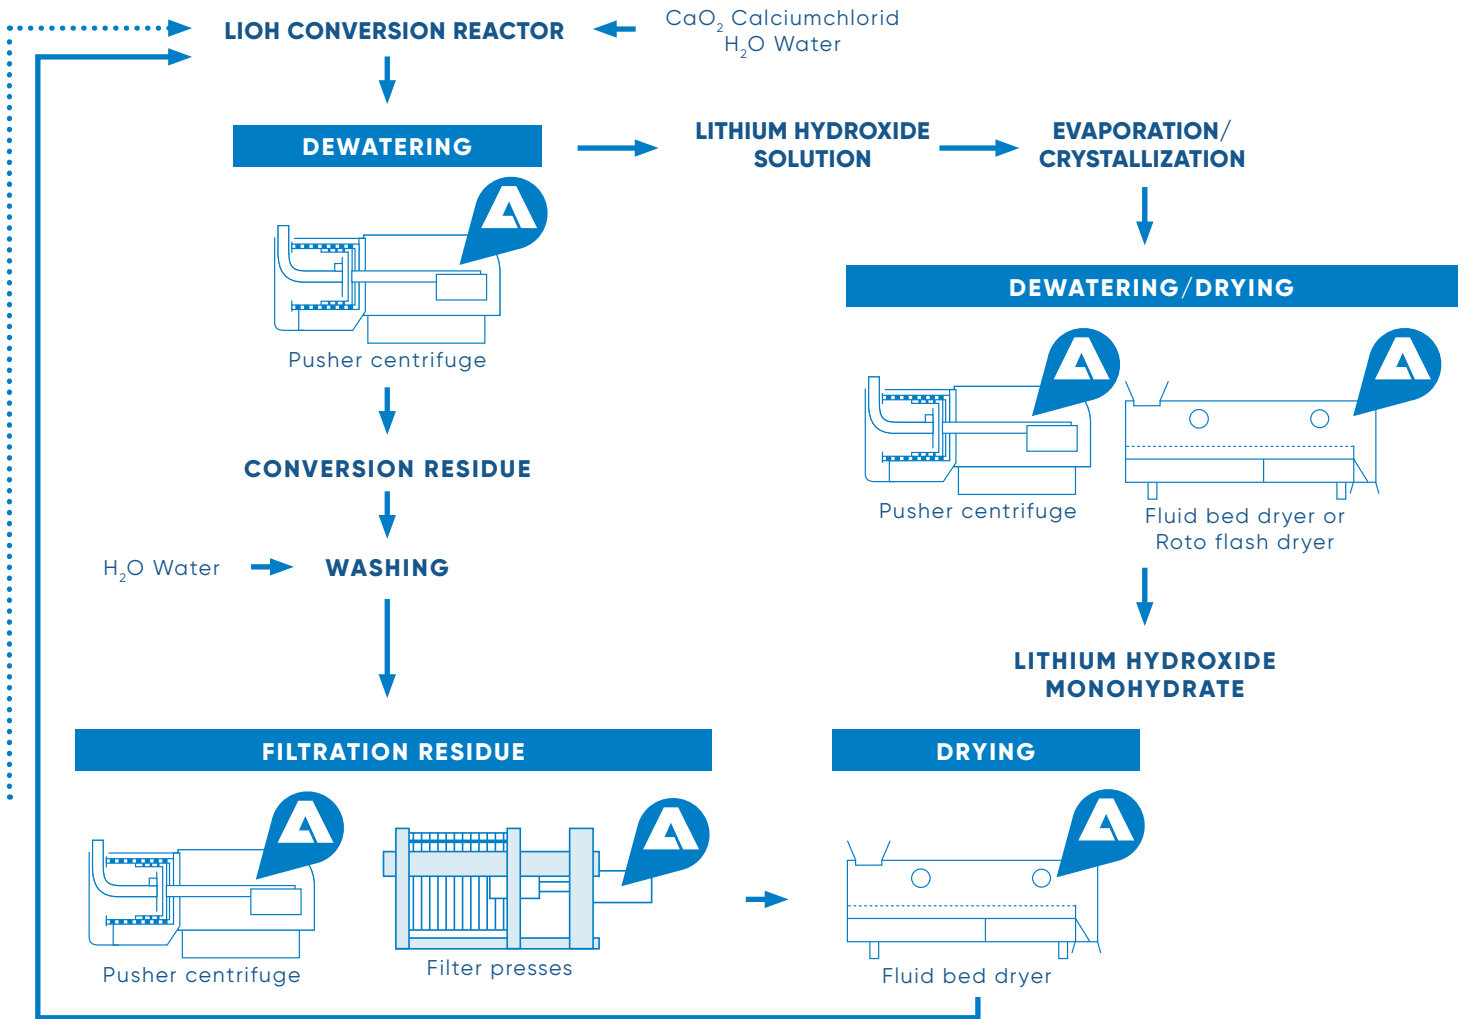 LIOH CONVERSION REACTOR
CaO₂ Calciumchlorid
H₂O Water
DEWATERING
LITHIUM HYDROXIDE
SOLUTION
EVAPORATION/
CRYSTALLIZATION
Pusher centrifuge
DEWATERING/DRYING
Pusher centrifuge
Fluid bed dryer or
Roto flash dryer
CONVERSION RESIDUE
H₂O Water
WASHING
LITHIUM HYDROXIDE
MONOHYDRATE
FILTRATION RESIDUE
DRYING
Pusher centrifuge
Filter presses
Fluid bed dryer